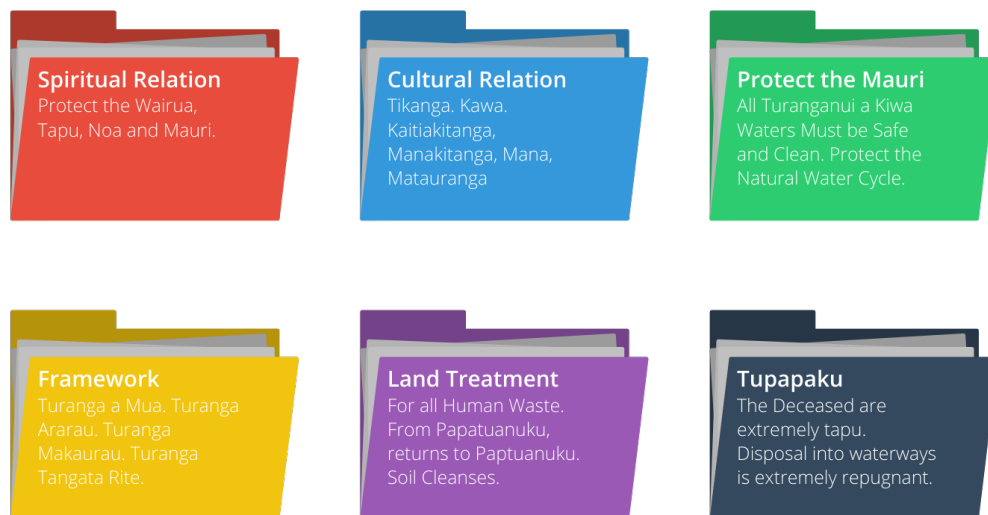 Spiritual Relation
Protect the Wairua,
Tapu, Noa and Mauri.
Cultural Relation
Tikanga. Kawa.
Kaitiakitanga,
Manakitanga, Mana,
Matauranga
Protect the Mauri
All Turanganui a Kiwa
Waters Must be Safe
and Clean. Protect the
Natural Water Cycle.
Framework
Turanga a Mua. Turanga
Ararau. Turanga
Makaurau. Turanga
Tangata Rite.
Land Treatment
For all Human Waste.
From Papatuanuku,
returns to Paptuanuku.
Soil Cleanses.
Tupapaku
The Deceased are
extremely tapu.
Disposal into waterways
is extremely repugnant.